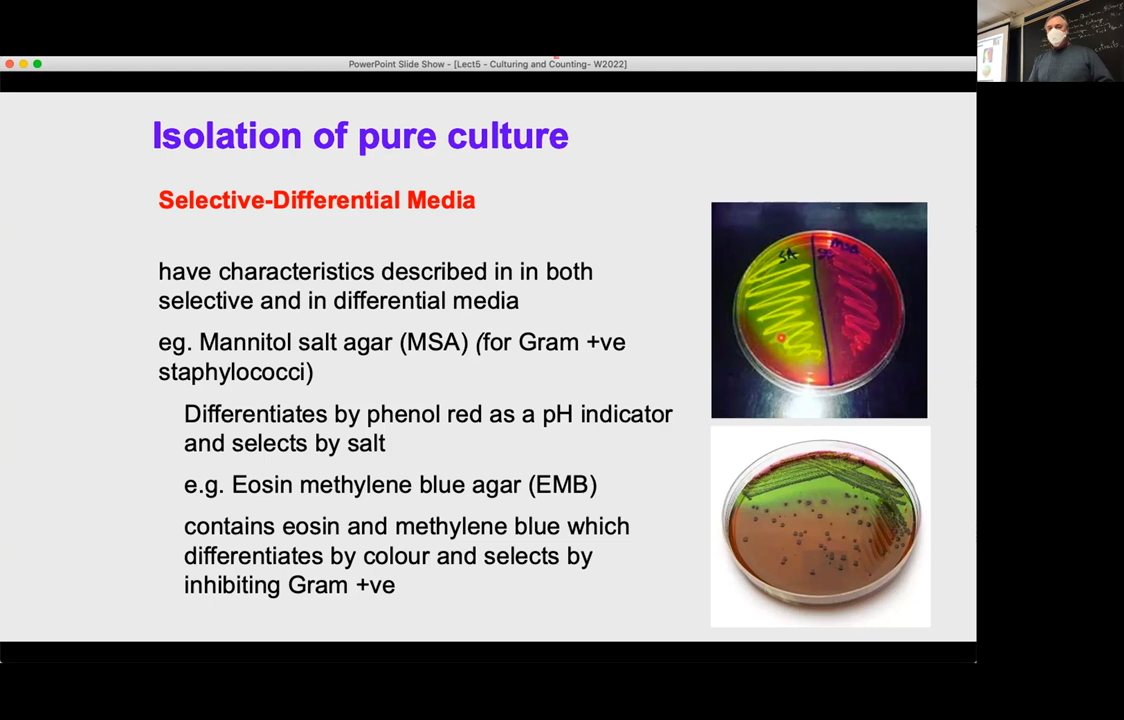 PowerPoint Slide Show - [Lect5 - Culturing and Counting- W2022]
Isolation of pure culture
Selective-Differential Media
have characteristics described in in both
selective and in differential media
eg. Mannitol salt agar (MSA) (for Gram +ve
staphylococci)
Differentiates by phenol red as a pH indicator
and selects by salt
e.g. Eosin methylene blue agar (EMB)
contains eosin and methylene blue which
differentiates by colour and selects by
inhibiting Gram +ve
SA
MSA